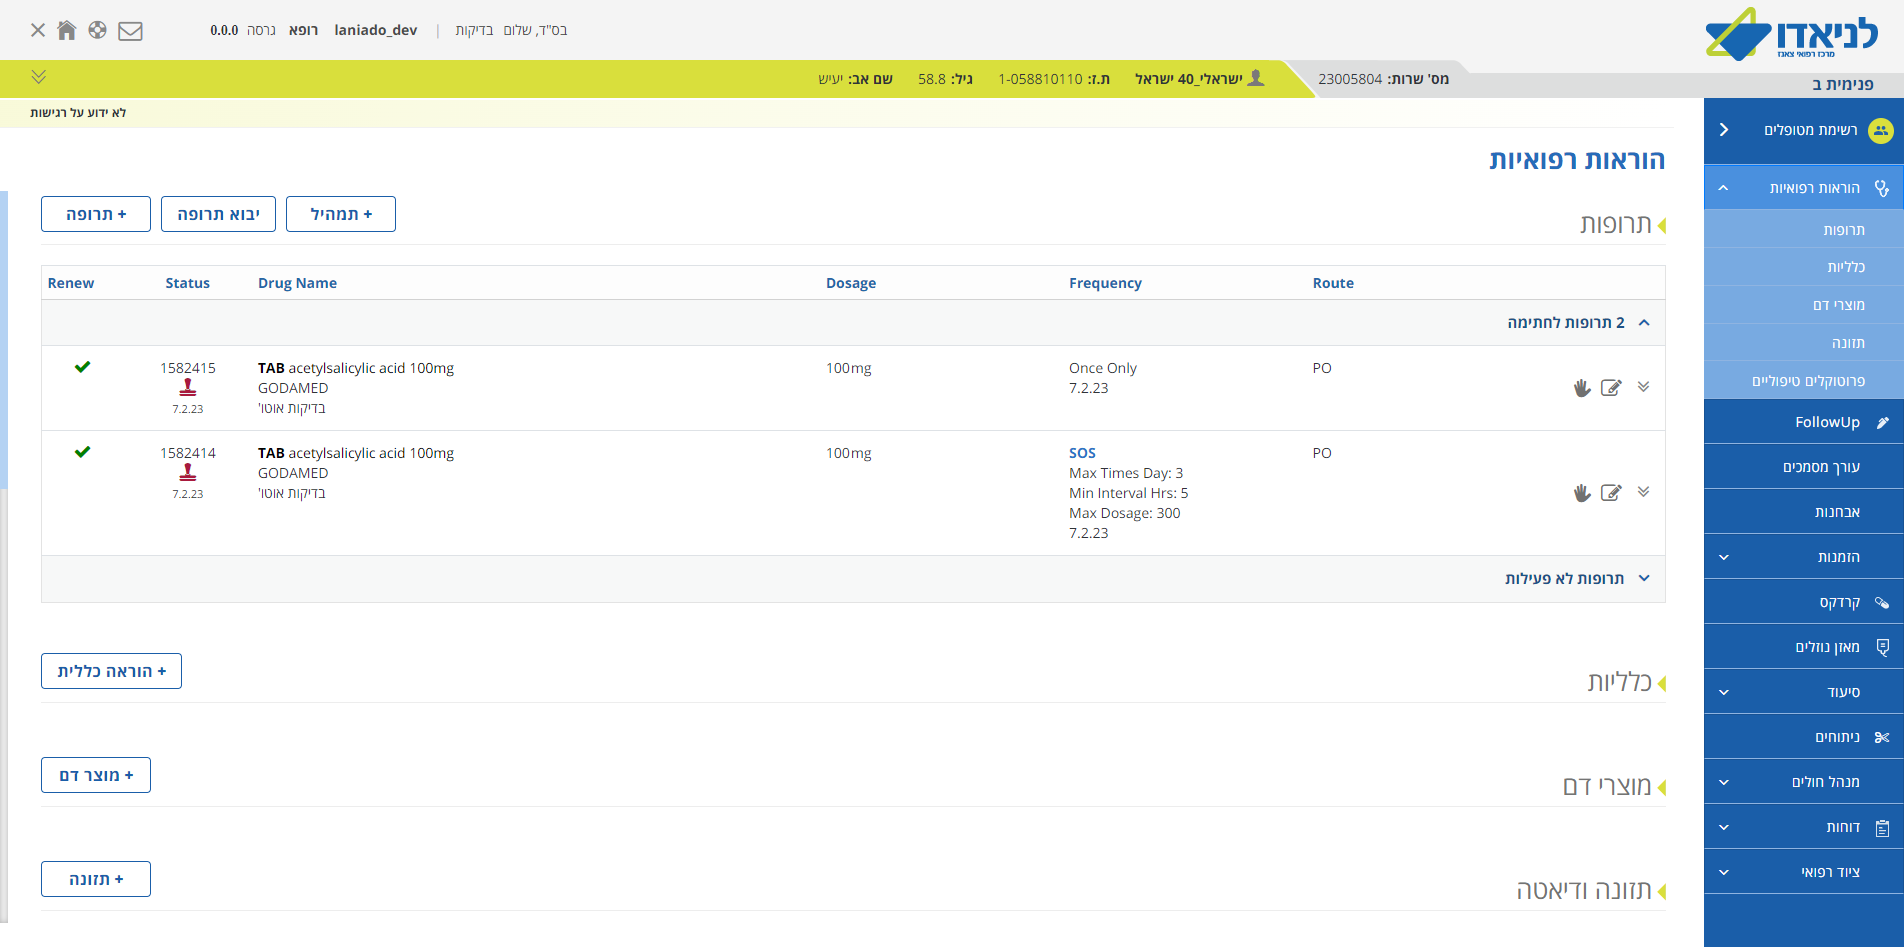 לניאדו
מרכז רפואי צאנז
בס"ד, שלום בדיקות | laniado_dev רופא גרסה 0.0.0
פנימית ב
מס' שרות: 23005804
ישראלי_40 ישראל ת.ז: 1-058810110 גיל: 58.8 שם אב: יעיש
לא ידוע על רגישות
רשימת מטופלים
הוראות רפואיות
תרופות
כלליות
מוצרי דם
תזונה
פרוטוקלים טיפוליים
FollowUp
עורך מסמכים
אבחנות
הזמנות
קרדקס
מאזן נוזלים
סיעוד
ניתוחים
מנהל חולים
דוחות
ציוד רפואי
הוראות רפואיות
תרופות
+ תמהיל
יבוא תרופה
+ תרופה
Renew Status Drug Name Dosage Frequency Route
2 תרופות לחתימה
1582415 TAB acetylsalicylic acid 100mg 100mg Once Only PO
GODAMED 7.2.23
7.2.23 בדיקות אוטו'
1582414 TAB acetylsalicylic acid 100mg 100mg SOS PO
GODAMED Max Times Day: 3
7.2.23 בדיקות אוטו' Min Interval Hrs: 5
Max Dosage: 300
7.2.23
תרופות לא פעילות
כלליות
+ הוראה כללית
מוצרי דם
+ מוצר דם
תזונה ודיאטה
+ תזונה